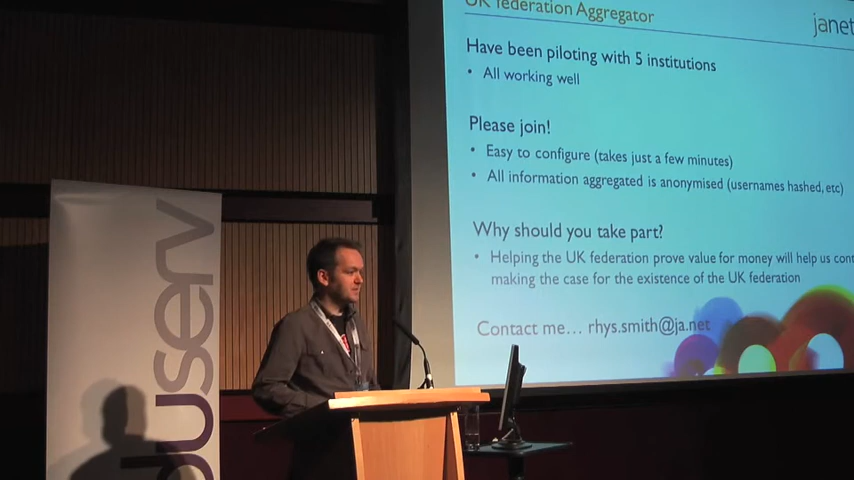 UK federation Aggregator
janet
Have been piloting with 5 institutions
• All working well
Please join!
• Easy to configure (takes just a few minutes)
• All information aggregated is anonymised (usernames hashed, etc)
Why should you take part?
• Helping the UK federation prove value for money will help us cont
making the case for the existence of the UK federation
Contact me... rhys.smith@ja.net
duserv